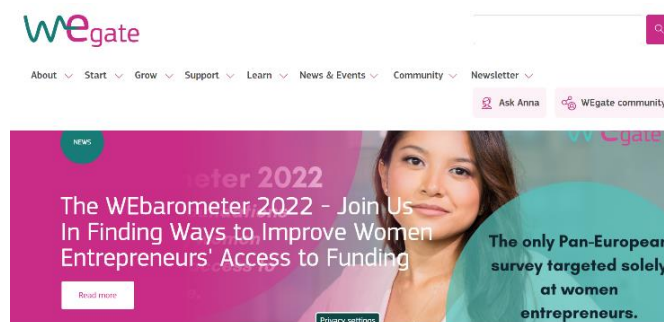 wegate
About Start Grow Support Learn News & Events Community Newsletter
Ask Anna WEgate community
NEWS
wegate
eter 2022
The WEbarometer 2022 - Join Us
In Finding Ways to Improve Women
Entrepreneurs' Access to Funding
Read more
The only Pan-European
survey targeted solely
at women
entrepreneurs.
Privacy settings